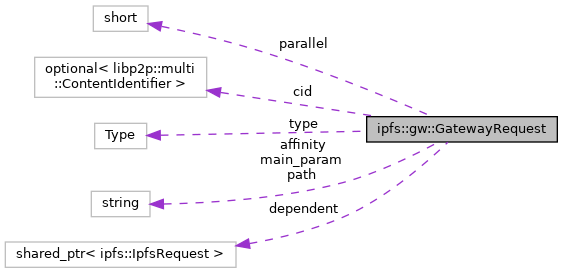 short
parallel
optional< libp2p::multi
::ContentIdentifier >
cid
type
Type
ipfs::gw::GatewayRequest
affinity
main_param
path
string
dependent
shared_ptr< ipfs::IpfsRequest >